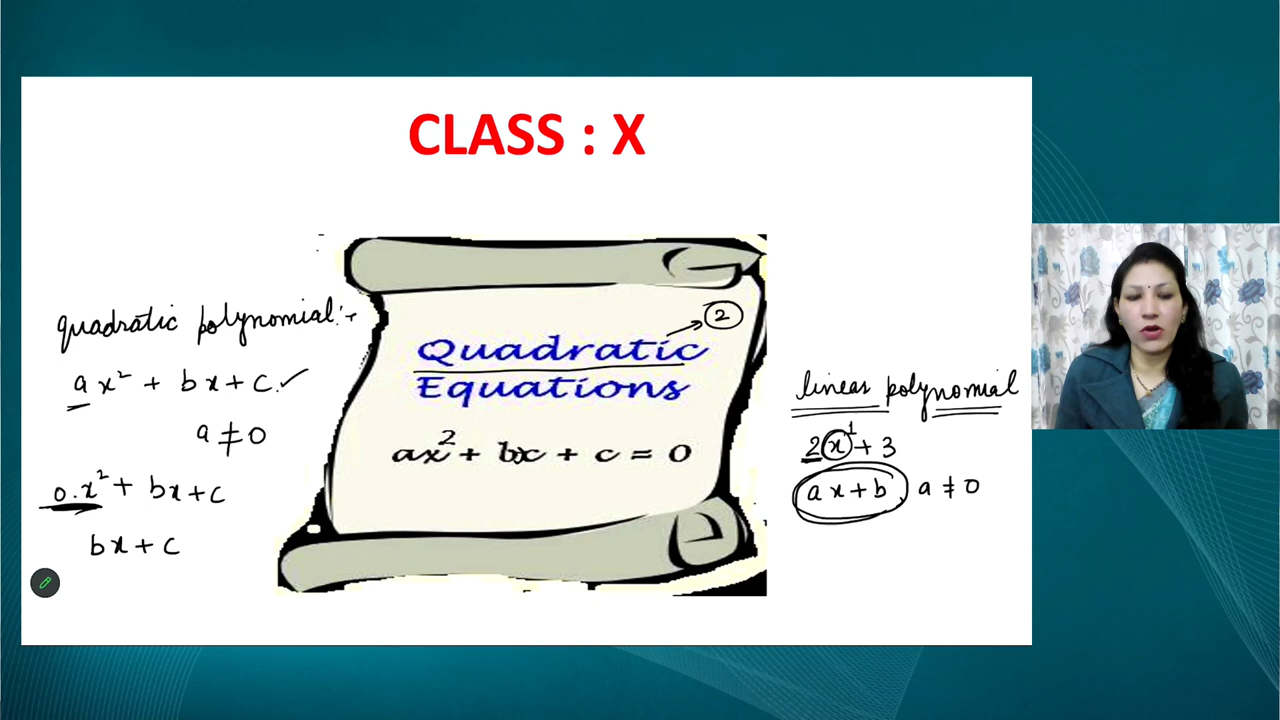 CLASS : X
quadratic polynomial:-
ax² + bx + c. ✓
a ≠ 0
0.x² + bx + c
bx + c
2
Quadratic
Equations
ax² + bx + c = 0
linear polynomial
2x¹ + 3
ax + b a ≠ 0